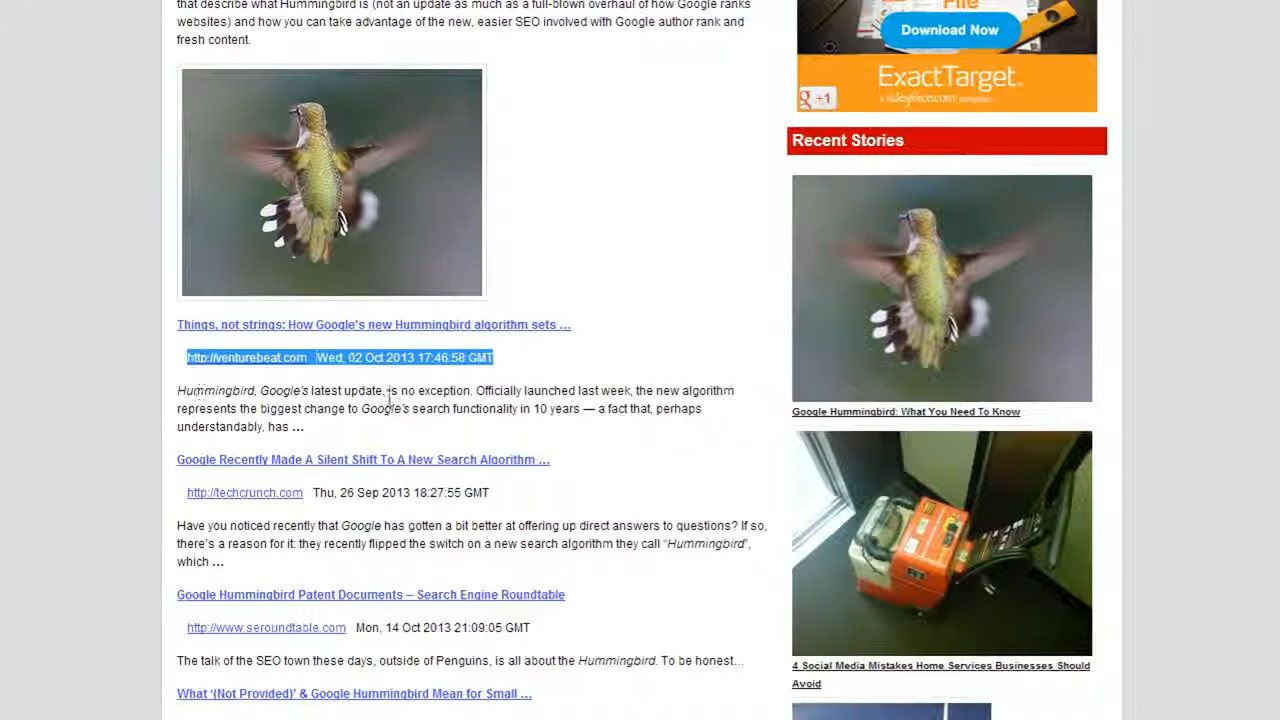 that describe what Hummingbird is (not an update as much as a full-blown overhaul of how Google ranks
websites) and how you can take advantage of the new, easier SEO involved with Google author rank and
fresh content.
Things, not strings: How Google's new Hummingbird algorithm sets ...
http://venturebeat.com Wed, 02 Oct 2013 17:46:58 GMT
Hummingbird, Google's latest update, is no exception. Officially launched last week, the new algorithm
represents the biggest change to Google's search functionality in 10 years — a fact that, perhaps
understandably, has ...
Google Recently Made A Silent Shift To A New Search Algorithm ...
http://techcrunch.com Thu, 26 Sep 2013 18:27:55 GMT
Have you noticed recently that Google has gotten a bit better at offering up direct answers to questions? If so,
there's a reason for it: they recently flipped the switch on a new search algorithm they call “Hummingbird”,
which ...
Google Hummingbird Patent Documents – Search Engine Roundtable
http://www.seroundtable.com Mon, 14 Oct 2013 21:09:05 GMT
The talk of the SEO town these days, outside of Penguins, is all about the Hummingbird. To be honest…
What ‘(Not Provided)’ & Google Hummingbird Mean for Small ...
File
Download Now
ExactTarget
a salesforce.com company
g +1
Recent Stories
Google Hummingbird: What You Need To Know
4 Social Media Mistakes Home Services Businesses Should
Avoid